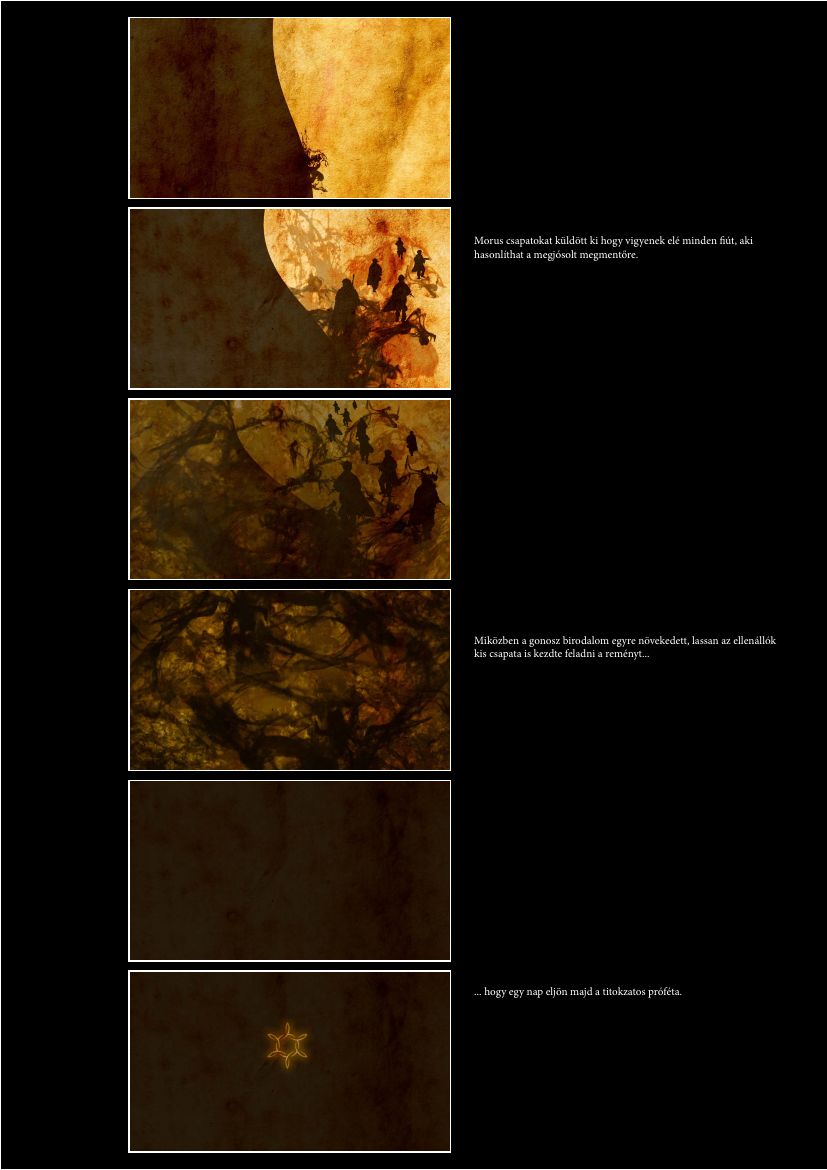 Morus csapatokat küldött ki hogy vigyenek elé minden fiút, aki
hasonlíthat a megjósolt megmentőre.
Miközben a gonosz birodalom egyre növekedett, lassan az ellenállók
kis csapata is kezdte feladni a reményt...
... hogy egy nap eljön majd a titokzatos próféta.